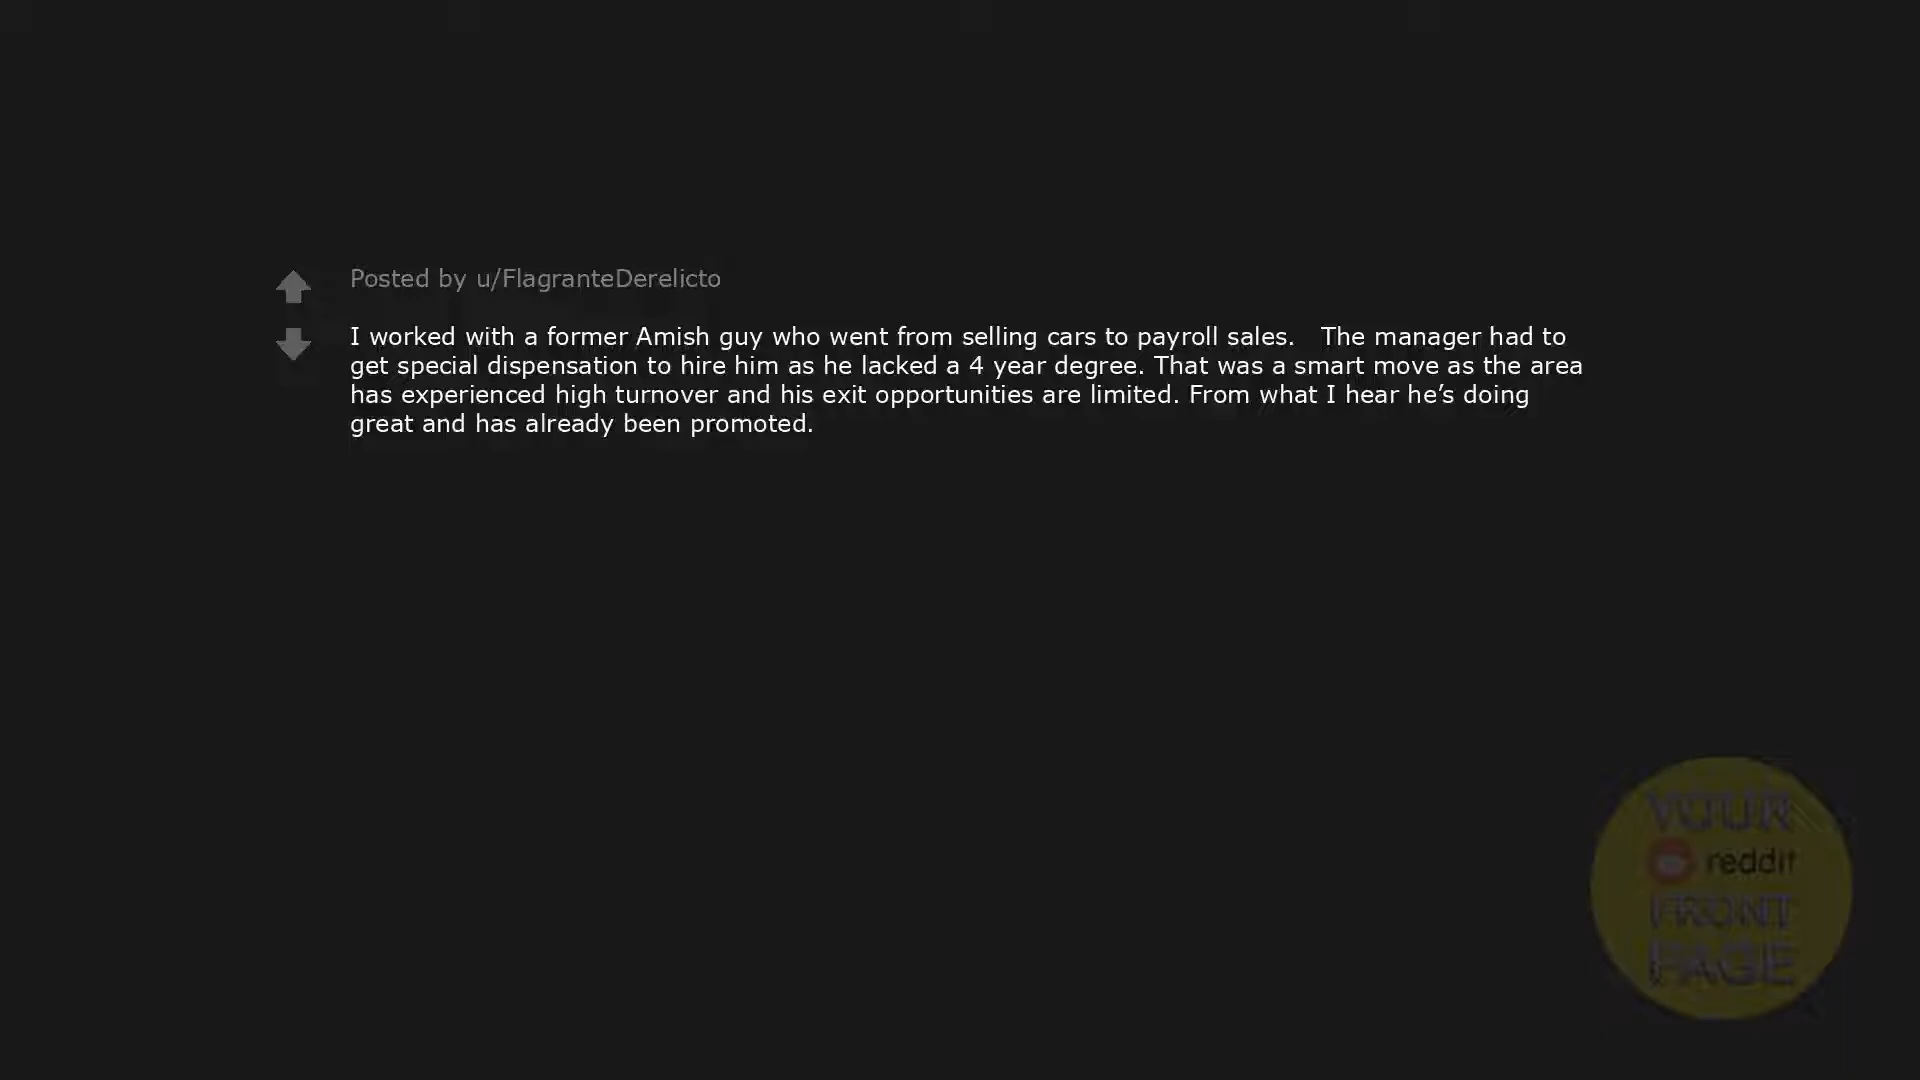 Posted by u/FlagranteDerelicto
I worked with a former Amish guy who went from selling cars to payroll sales.   The manager had to
get special dispensation to hire him as he lacked a 4 year degree. That was a smart move as the area
has experienced high turnover and his exit opportunities are limited. From what I hear he’s doing
great and has already been promoted.
YOUR
reddit
FRONT
PAGE